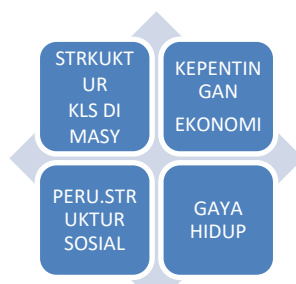 STRKUKT
UR
KLS DI
MASY
KEPENTIN
GAN
EKONOMI
PERU.STR
UKTUR
SOSIAL
GAYA
HIDUP